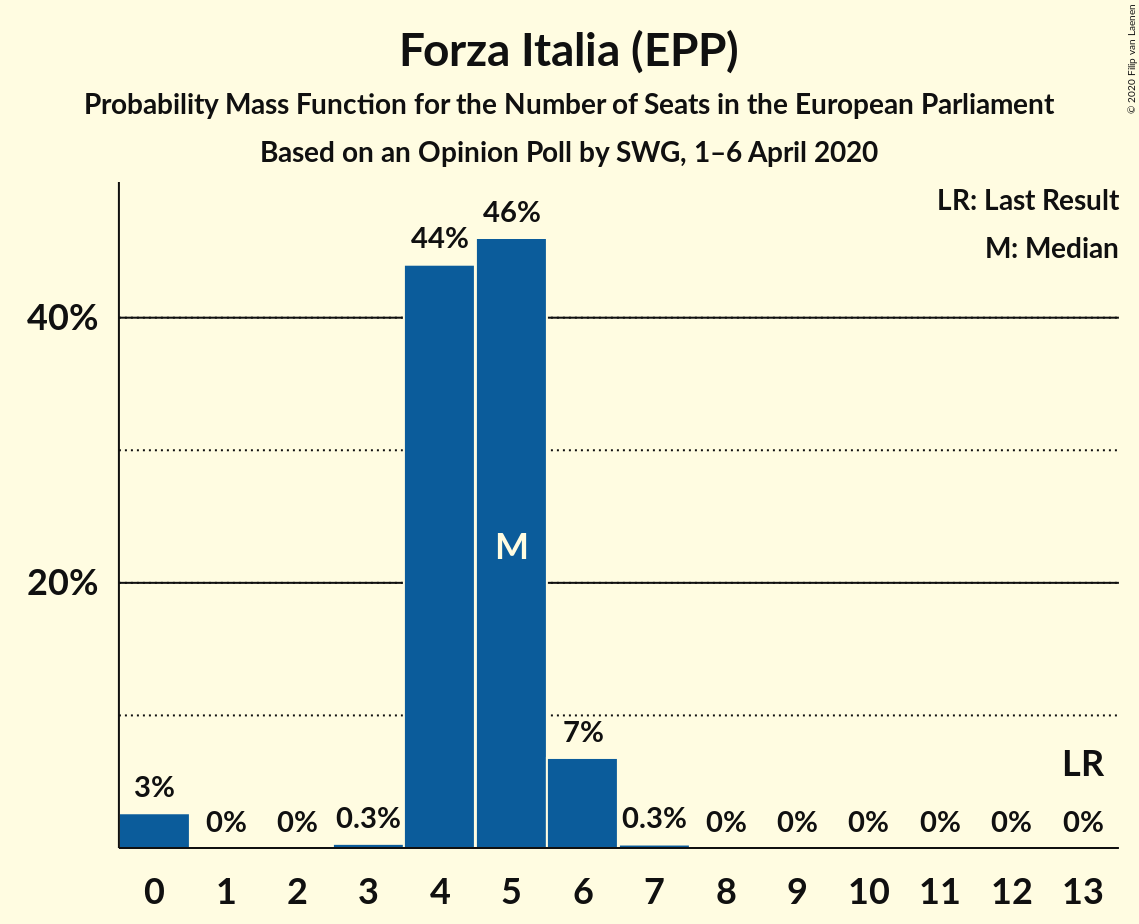 Forza Italia (EPP)
Probability Mass Function for the Number of Seats in the European Parliament
Based on an Opinion Poll by SWG, 1–6 April 2020
© 2020 Filip van Laenen
LR: Last Result
M: Median
46%
44%
40%
M
20%
7%
LR
3%
0% 0% 0.3% 0.3% 0% 0% 0% 0% 0% 0%
0 1 2 3 4 5 6 7 8 9 10 11 12 13